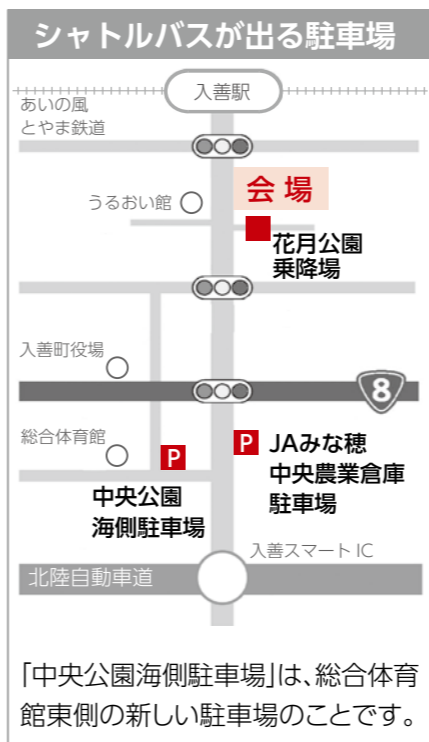 シャトルバスが出る駐車場
入善駅
あいの風
とやま鉄道
会場
うるおい館
花月公園
乗降場
入善町役場
8
総合体育館
P
P
JAみな穂
中央農業倉庫
駐車場
中央公園
海側駐車場
入善スマートIC
北陸自動車道
「中央公園海側駐車場」は、総合体育
館東側の新しい駐車場のことです。